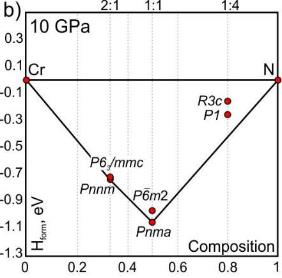 b)
2:1 1:1 1:4
10 GPa
0.3
0.1
Cr N
-0.1
R3c
P1
-0.3
-0.5
P6₃/mmc
-0.7
Pnnm
P6̅m2
-0.9
-1.1
Pnma
H_form, eV
Composition
-1.3
0 0.2 0.4 0.6 0.8 1